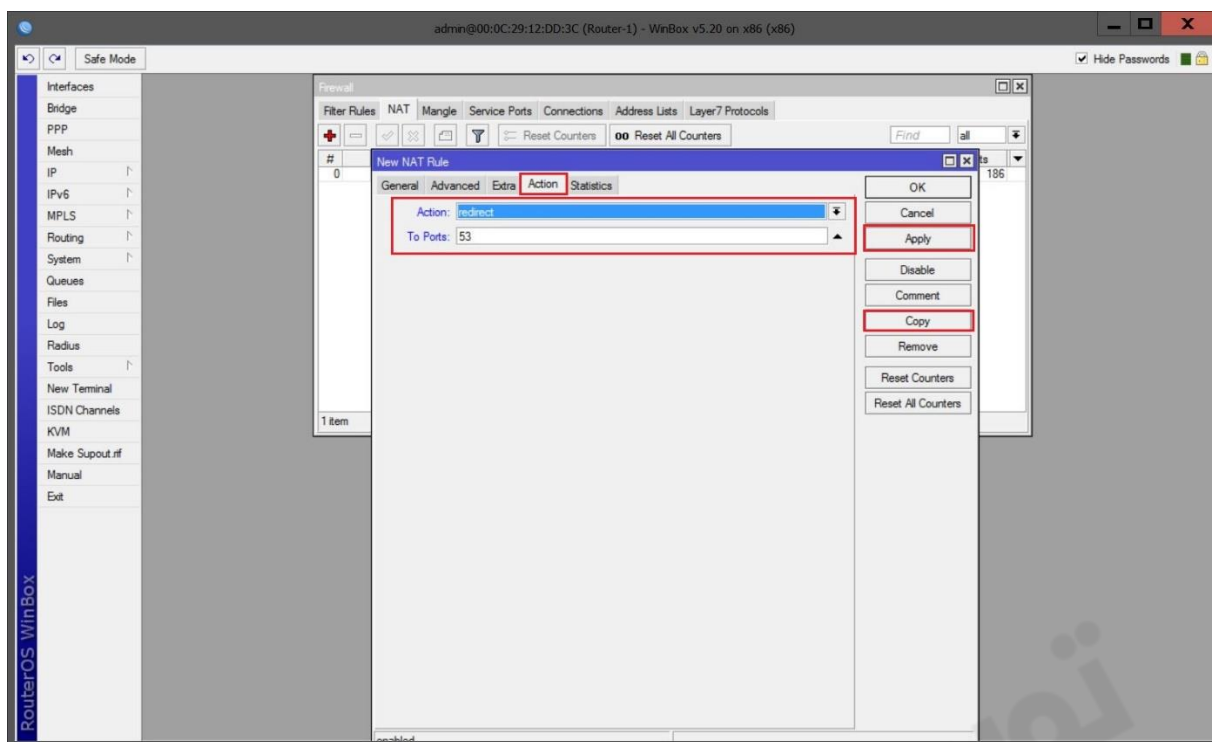 admin@00:0C:29:12:DD:3C (Router-1) - WinBox v5.20 on x86 (x86)
Safe Mode
Hide Passwords
Interfaces
Bridge
PPP
Mesh
IP
IPv6
MPLS
Routing
System
Queues
Files
Log
Radius
Tools
New Terminal
ISDN Channels
KVM
Make Supout.rif
Manual
Exit
RouterOS WinBox
Firewall
Filter Rules NAT Mangle Service Ports Connections Address Lists Layer7 Protocols
Reset Counters 00 Reset All Counters Find all
#
0 186
1 item
New NAT Rule
General Advanced Extra Action Statistics
Action: redirect
To Ports: 53
OK
Cancel
Apply
Disable
Comment
Copy
Remove
Reset Counters
Reset All Counters
enabled